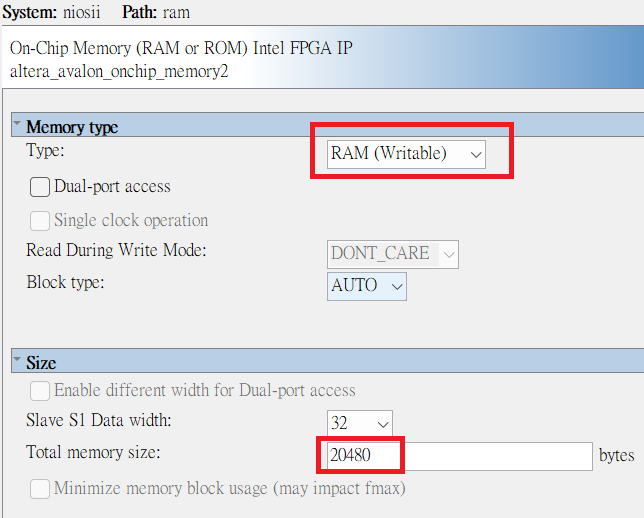 System: niosii Path: ram
On-Chip Memory (RAM or ROM) Intel FPGA IP
altera_avalon_onchip_memory2
Memory type
Type: RAM (Writable)
Dual-port access
Single clock operation
Read During Write Mode: DONT_CARE
Block type: AUTO
Size
Enable different width for Dual-port access
Slave S1 Data width: 32
Total memory size: 20480 bytes
Minimize memory block usage (may impact fmax)